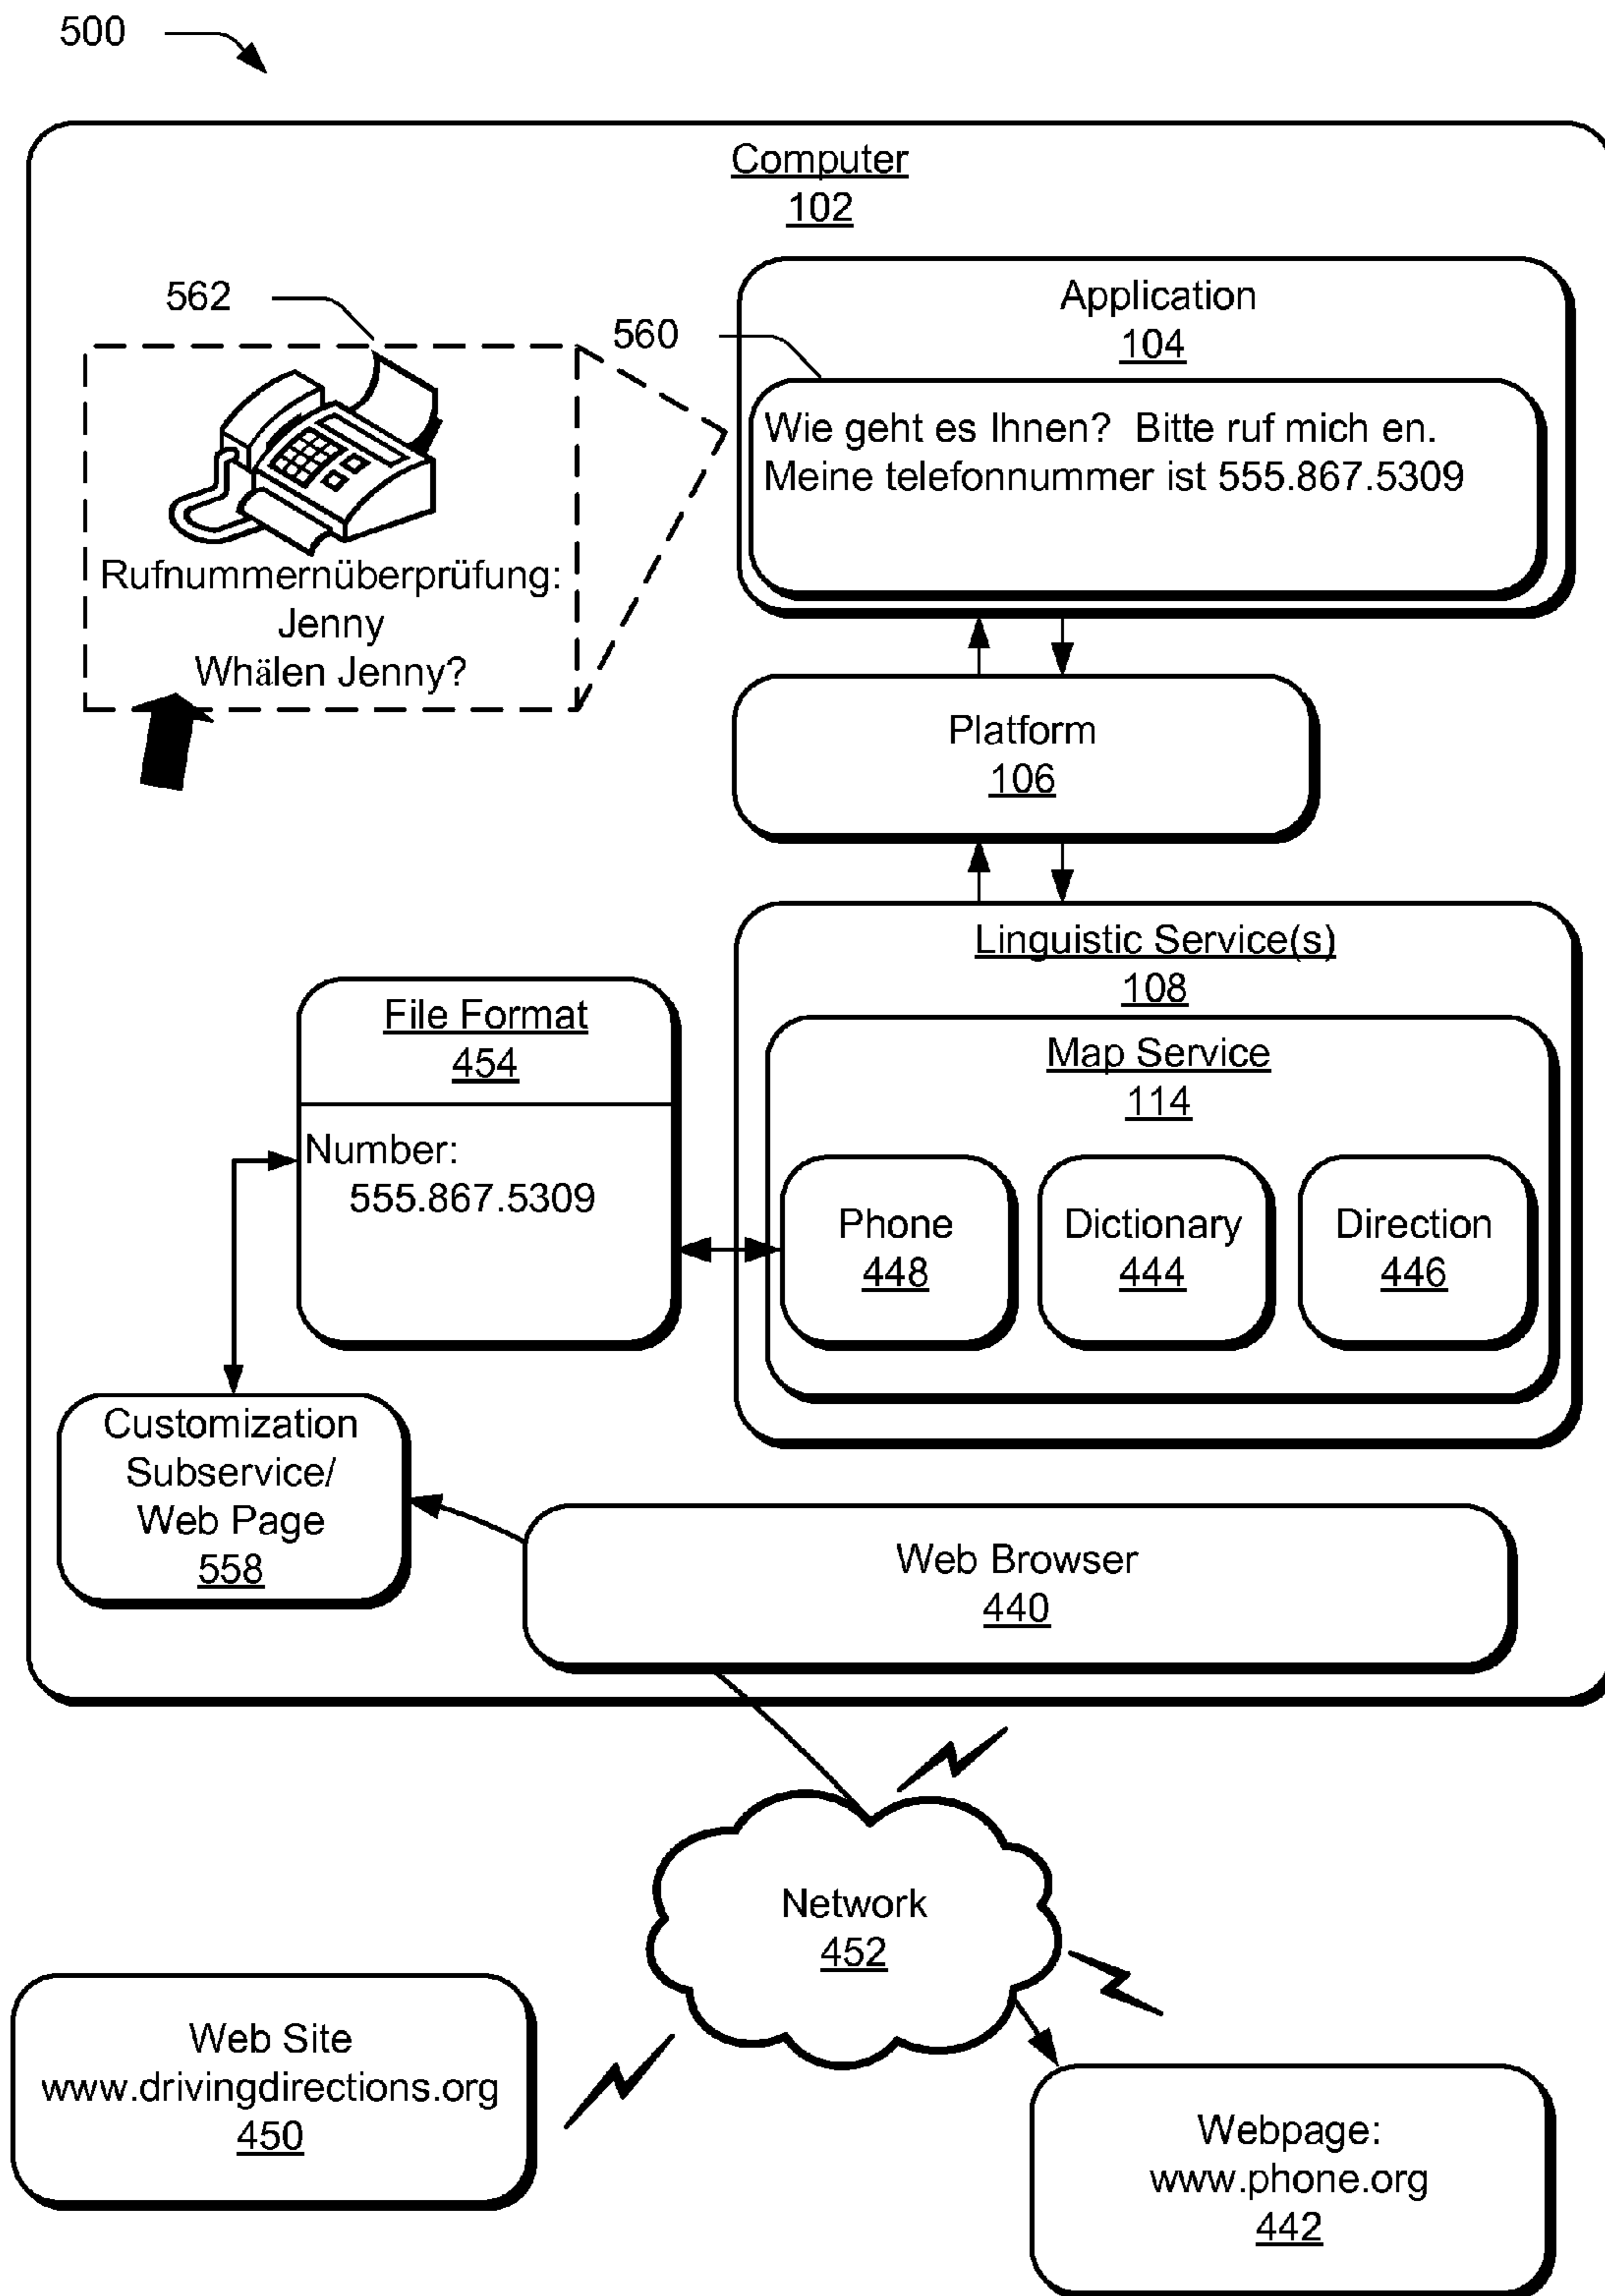 500
Computer
102
562
560
Application
104
Wie geht es Ihnen? Bitte ruf mich en.
Meine telefonnummer ist 555.867.5309
Rufnummernüberprüfung:
Jenny
Whälen Jenny?
Platform
106
Linguistic Service(s)
108
File Format
454
Number:
555.867.5309
Map Service
114
Phone
448
Dictionary
444
Direction
446
Customization
Subservice/
Web Page
558
Web Browser
440
Network
452
Web Site
www.drivingdirections.org
450
Webpage:
www.phone.org
442